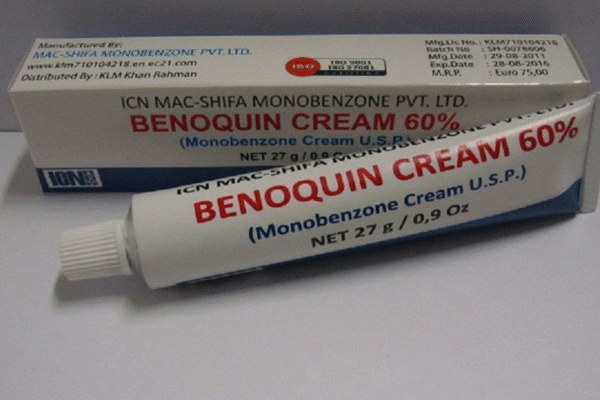 Manufactured By:
MAC-SHIFA MONOBENZONE PVT. LTD.
www.klm710104218.en.ec21.com
Distributed By : KLM Khan Rahman
ISO
ISO 9001
ISO 27001
Mfg.Lic No.: KLM710104218
Batch No : SH-0078606
Mfg.Date : 29-08-2011
Exp.Date : 28-08-2016
M.R.P. : Euro 75,00
ICN MAC-SHIFA MONOBENZONE PVT. LTD.
BENOQUIN CREAM 60%
(Monobenzone Cream U.S.P.)
NET 27 g / 0,9 Oz
ICN
ICN MAC-SHIFA MONOBENZONE PVT. LTD.
BENOQUIN CREAM 60%
(Monobenzone Cream U.S.P.)
NET 27 g / 0,9 Oz